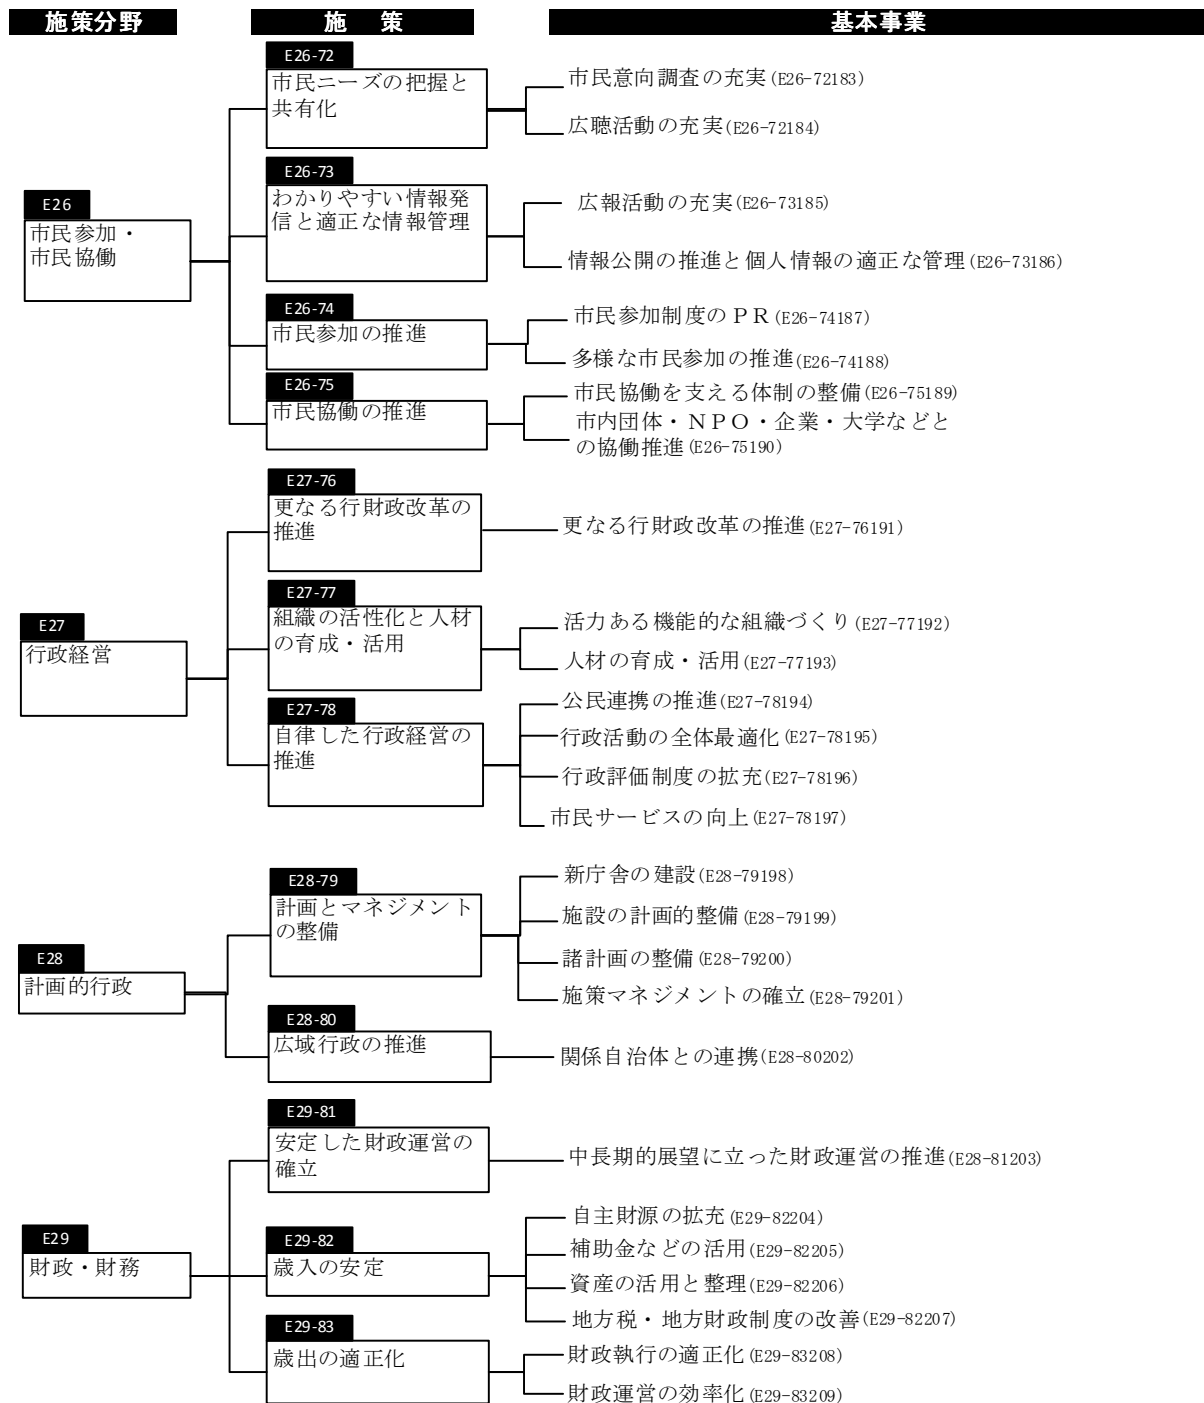 施策分野
施　策
基本事業
E26
市民参加・
市民協働
E26-72
市民ニーズの把握と
共有化
市民意向調査の充実(E26-72183)
広聴活動の充実(E26-72184)
E26-73
わかりやすい情報発
信と適正な情報管理
広報活動の充実(E26-73185)
情報公開の推進と個人情報の適正な管理(E26-73186)
E26-74
市民参加の推進
市民参加制度のＰＲ(E26-74187)
多様な市民参加の推進(E26-74188)
E26-75
市民協働の推進
市民協働を支える体制の整備(E26-75189)
市内団体・ＮＰＯ・企業・大学などと
の協働推進(E26-75190)
E27
行政経営
E27-76
更なる行財政改革の
推進
更なる行財政改革の推進(E27-76191)
E27-77
組織の活性化と人材
の育成・活用
活力ある機能的な組織づくり(E27-77192)
人材の育成・活用(E27-77193)
E27-78
自律した行政経営の
推進
公民連携の推進(E27-78194)
行政活動の全体最適化(E27-78195)
行政評価制度の拡充(E27-78196)
市民サービスの向上(E27-78197)
E28
計画的行政
E28-79
計画とマネジメント
の整備
新庁舎の建設(E28-79198)
施設の計画的整備(E28-79199)
諸計画の整備(E28-79200)
施策マネジメントの確立(E28-79201)
E28-80
広域行政の推進
関係自治体との連携(E28-80202)
E29
財政・財務
E29-81
安定した財政運営の
確立
中長期的展望に立った財政運営の推進(E28-81203)
E29-82
歳入の安定
自主財源の拡充(E29-82204)
補助金などの活用(E29-82205)
資産の活用と整理(E29-82206)
地方税・地方財政制度の改善(E29-82207)
E29-83
歳出の適正化
財政執行の適正化(E29-83208)
財政運営の効率化(E29-83209)